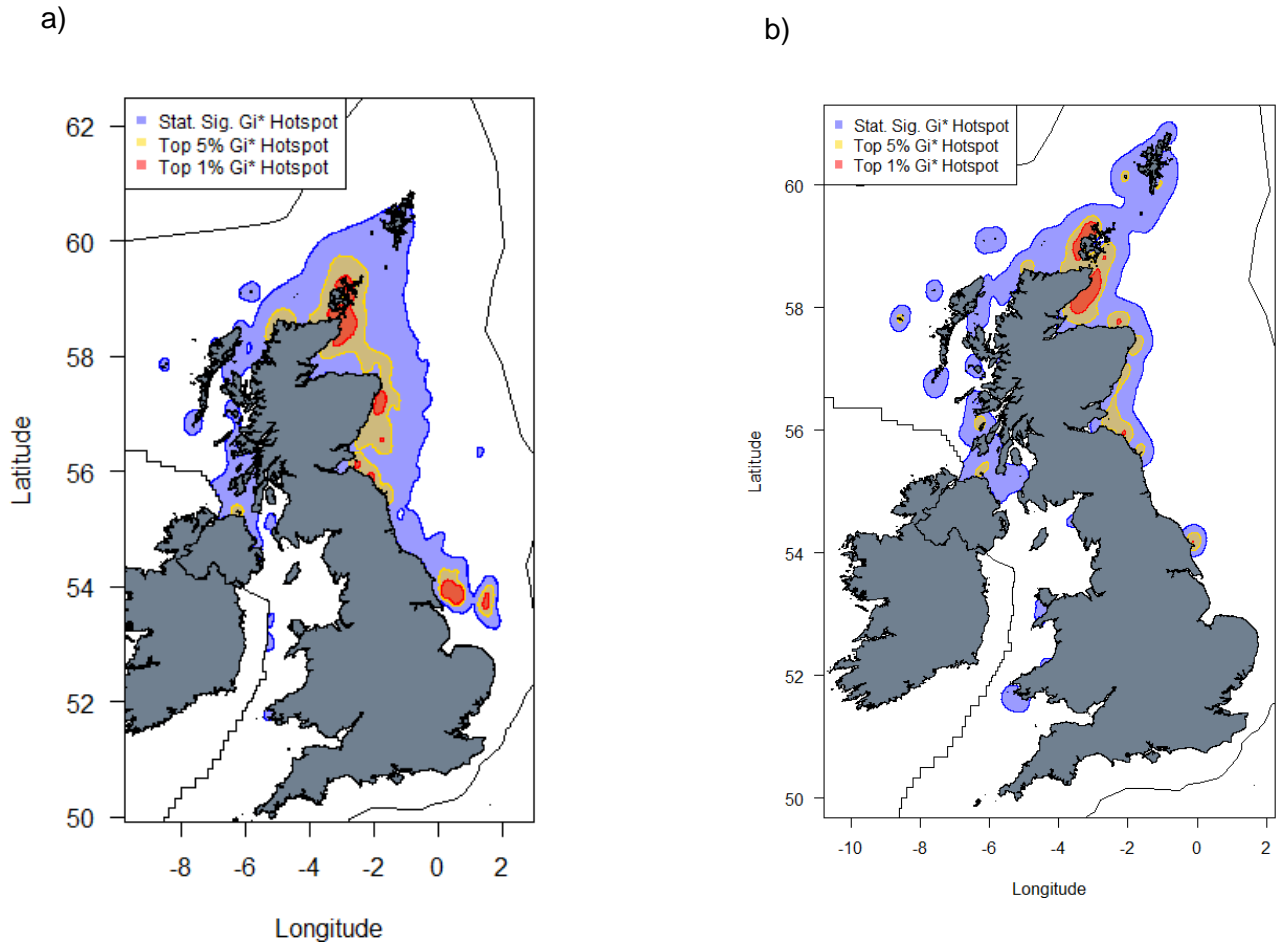 a)
b)
Stat. Sig. Gi* Hotspot
Top 5% Gi* Hotspot
Top 1% Gi* Hotspot
62
60
58
56
54
52
50
Latitude
-8 -6 -4 -2 0 2
Longitude
Stat. Sig. Gi* Hotspot
Top 5% Gi* Hotspot
Top 1% Gi* Hotspot
60
58
56
54
52
50
Latitude
-10 -8 -6 -4 -2 0 2
Longitude